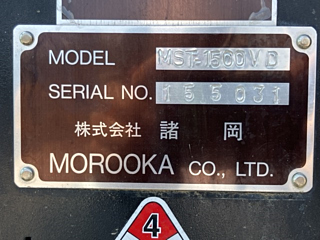 MODEL MST-1500VD
SERIAL NO. 155031
株式会社 諸岡
MOROOKA CO., LTD.
4